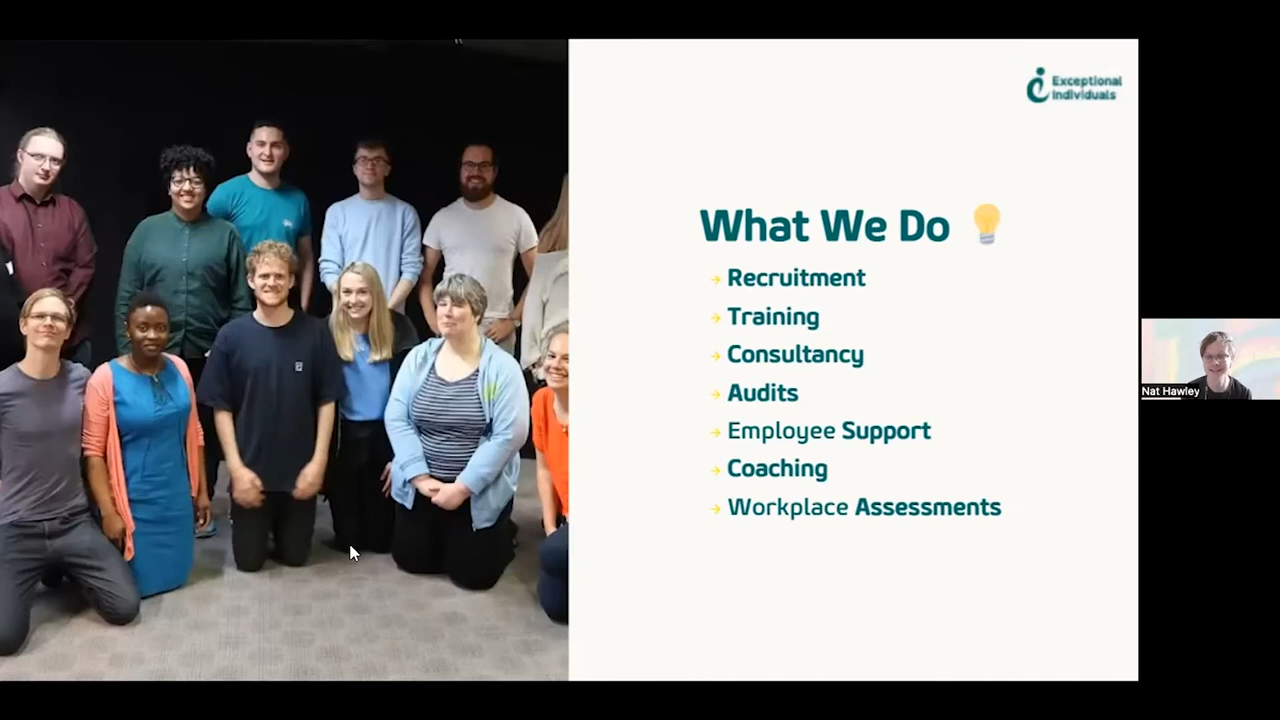 Exceptional
Individuals
What We Do
Recruitment
Training
Consultancy
Audits
Employee Support
Coaching
Workplace Assessments
Nat Hawley